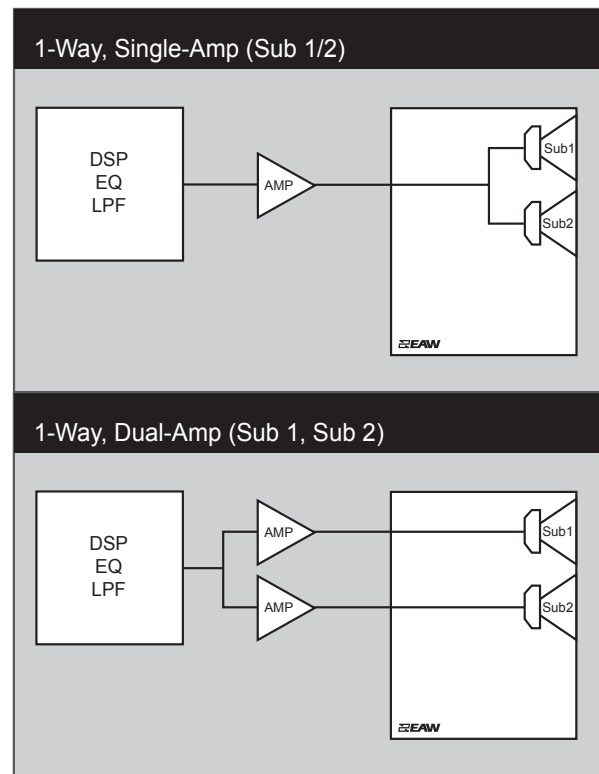 1-Way, Single-Amp (Sub 1/2)
DSP
EQ
LPF
AMP
Sub1
Sub2
EAW
1-Way, Dual-Amp (Sub 1, Sub 2)
DSP
EQ
LPF
AMP
AMP
Sub1
Sub2
EAW